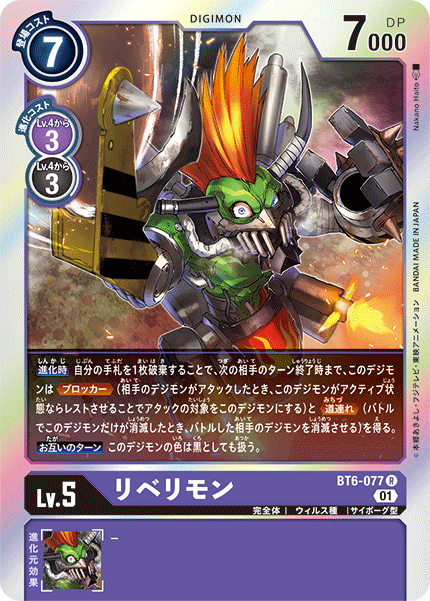 DIGIMON
登場コスト
7
7000 DP
進化コスト
Lv.4から
3
Lv.4から
3
Nakano Haito
BANDAI MADE IN JAPAN
©本郷あきよし・フジテレビ・東映アニメーション
進化時 自分の手札を1枚破棄することで、次の相手のターン終了時まで、このデジ
モンは ブロッカー (相手のデジモンがアタックしたとき、このデジモンがアクティブ状
態ならレストさせることでアタックの対象をこのデジモンにする)と 道連れ (バトル
でこのデジモンだけが消滅したとき、バトルした相手のデジモンを消滅させる)を得る。
お互いのターン このデジモンの色は黒としても扱う。
Lv.5
リベリモン
BT6-077 R
01
完全体 | ウィルス種 | サイボーグ型
進化元効果
–